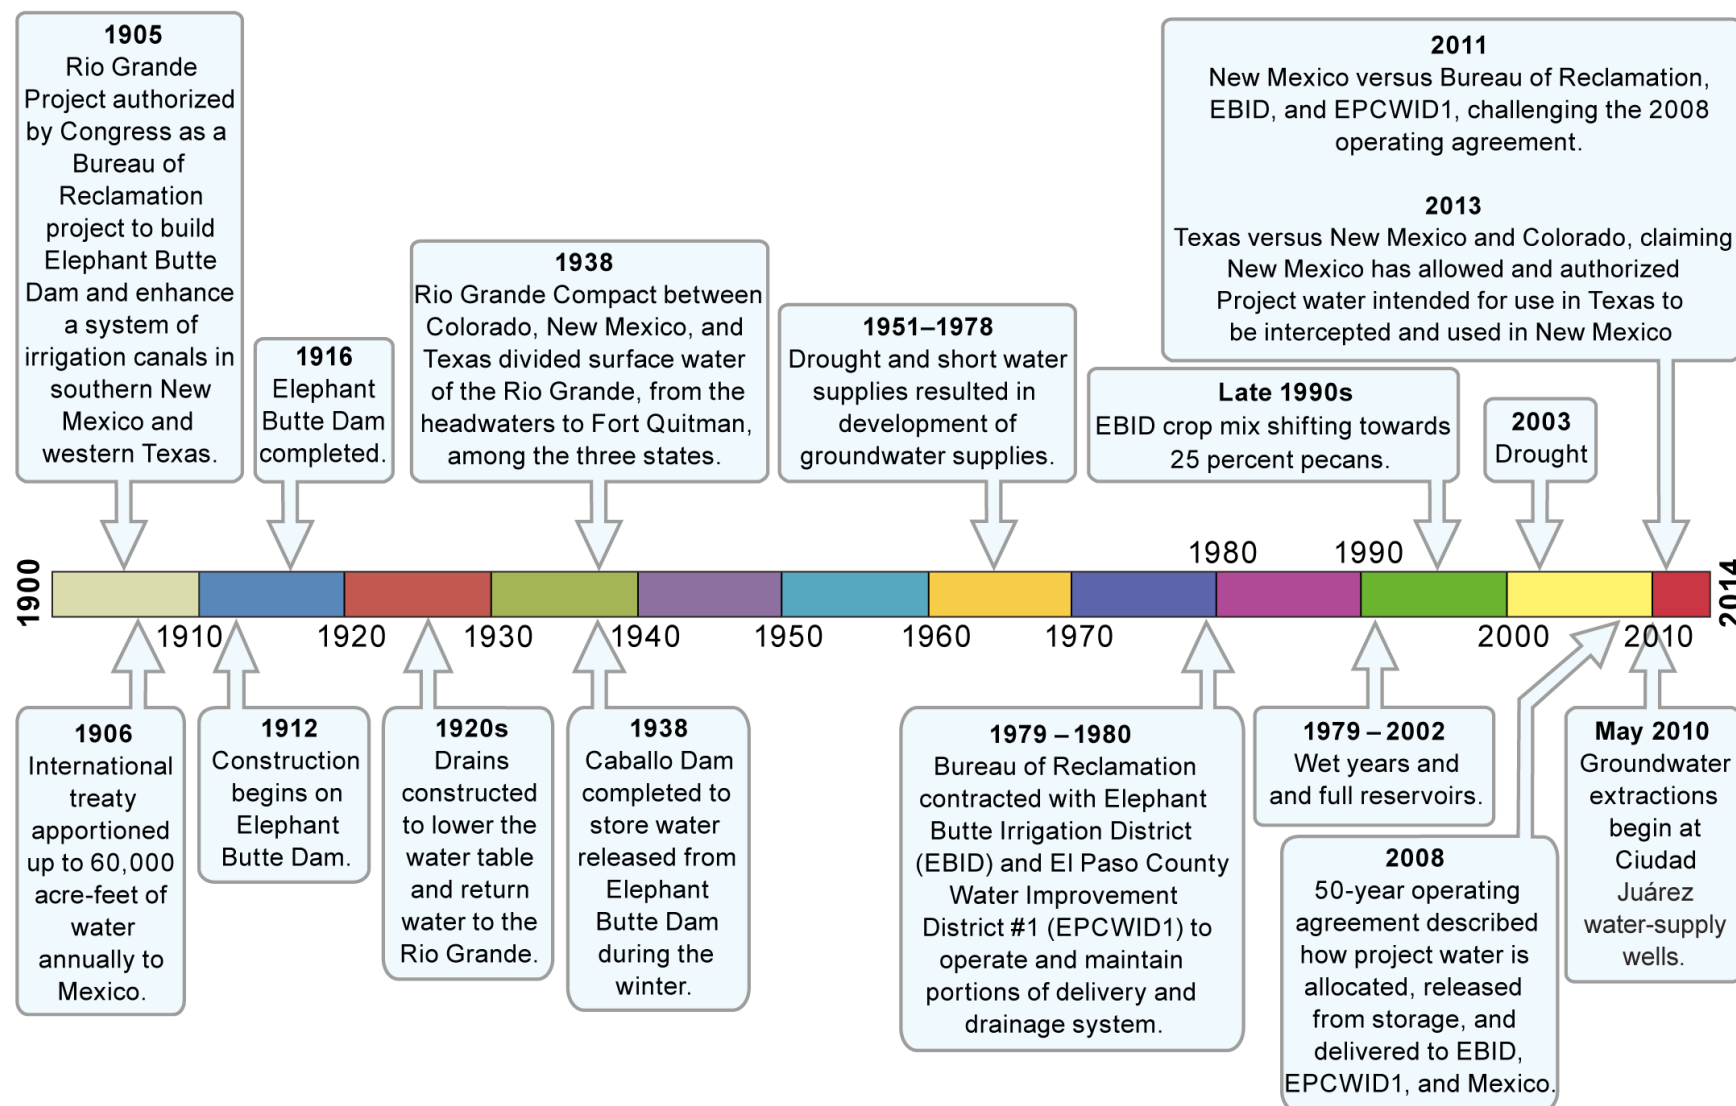 1905
Rio Grande
Project authorized
by Congress as a
Bureau of
Reclamation
project to build
Elephant Butte
Dam and enhance
a system of
irrigation canals in
southern New
Mexico and
western Texas.
1916
Elephant
Butte Dam
completed.
1938
Rio Grande Compact between
Colorado, New Mexico, and
Texas divided surface water
of the Rio Grande, from the
headwaters to Fort Quitman,
among the three states.
1951–1978
Drought and short water
supplies resulted in
development of
groundwater supplies.
Late 1990s
EBID crop mix shifting towards
25 percent pecans.
2003
Drought
2011
New Mexico versus Bureau of Reclamation,
EBID, and EPCWID1, challenging the 2008
operating agreement.
2013
Texas versus New Mexico and Colorado, claiming
New Mexico has allowed and authorized
Project water intended for use in Texas to
be intercepted and used in New Mexico
1900
1910
1920
1930
1940
1950
1960
1970
1980
1990
2000
2010
2014
1906
International
treaty
apportioned
up to 60,000
acre-feet of
water
annually to
Mexico.
1912
Construction
begins on
Elephant
Butte Dam.
1920s
Drains
constructed
to lower the
water table
and return
water to the
Rio Grande.
1938
Caballo Dam
completed to
store water
released from
Elephant
Butte Dam
during the
winter.
1979 – 1980
Bureau of Reclamation
contracted with Elephant
Butte Irrigation District
(EBID) and El Paso County
Water Improvement
District #1 (EPCWID1) to
operate and maintain
portions of delivery and
drainage system.
1979 – 2002
Wet years and
and full reservoirs.
2008
50-year operating
agreement described
how project water is
allocated, released
from storage, and
delivered to EBID,
EPCWID1, and Mexico.
May 2010
Groundwater
extractions
begin at
Ciudad
Juárez
water-supply
wells.